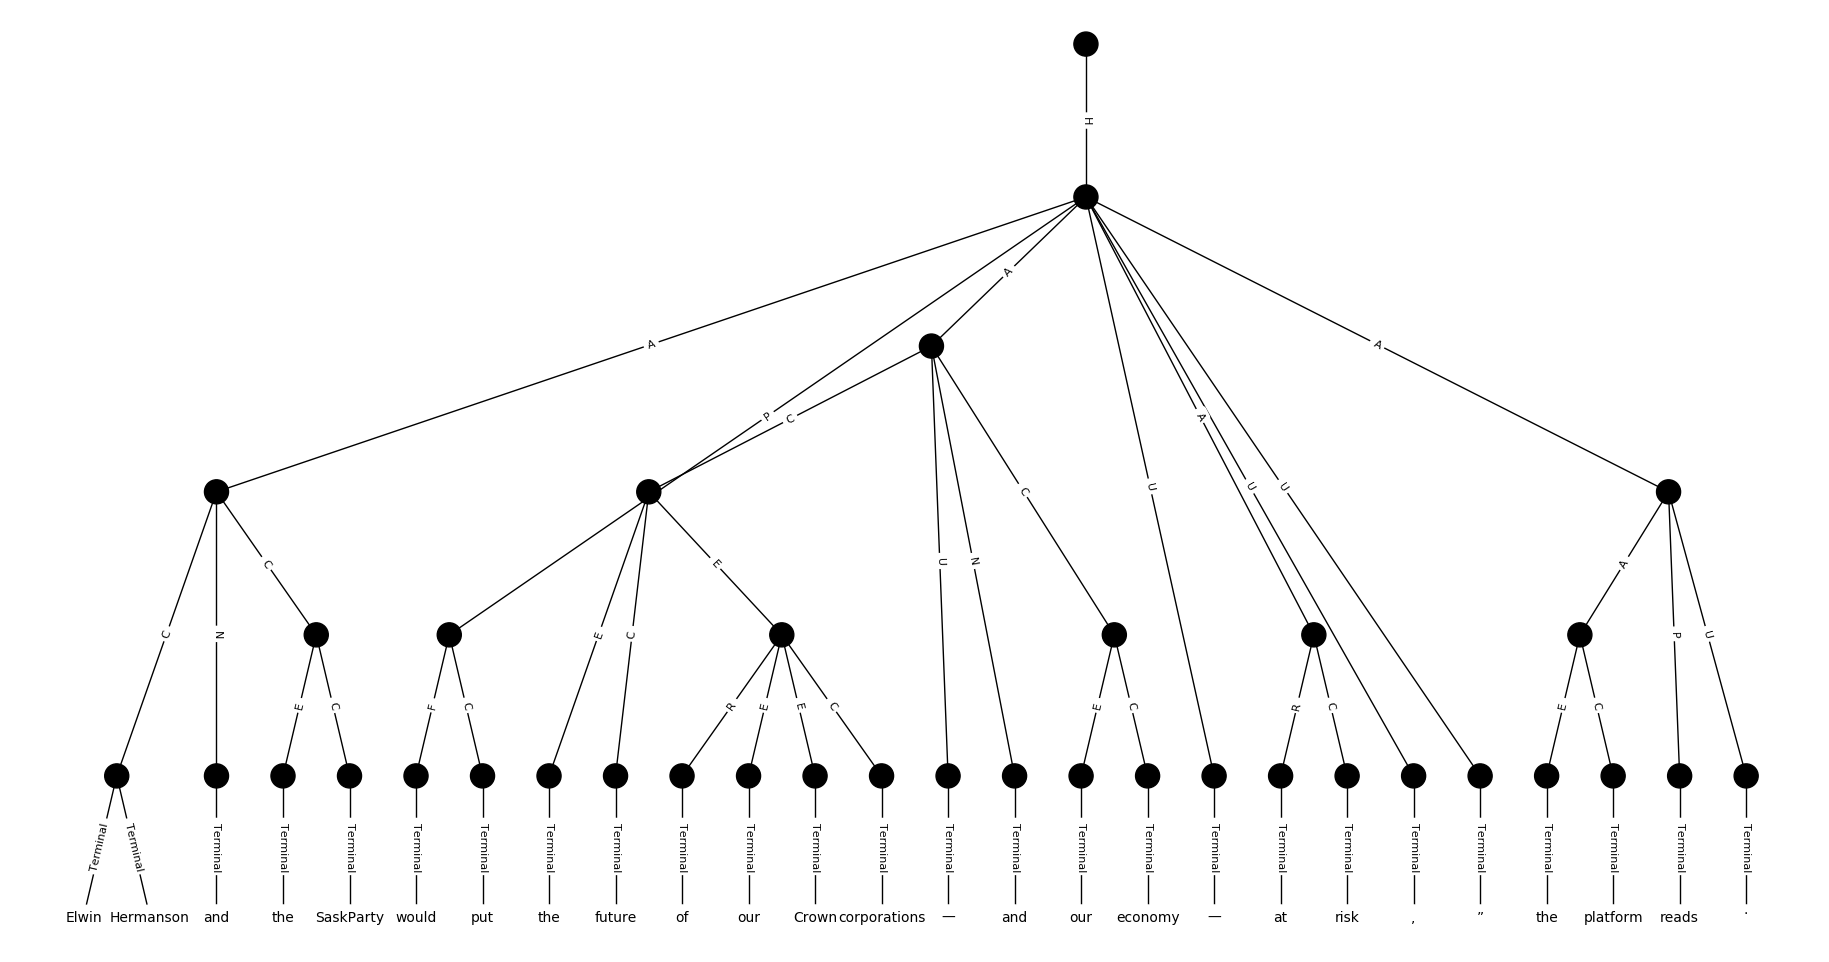 H
A
A
A
P
C
A
C
U
U
U
C
E
U
N
A
C
N
E
C
P
U
E
C
F
C
R
E
E
C
E
C
R
C
E
C
Terminal Terminal Terminal Terminal Terminal Terminal Terminal Terminal Terminal Terminal Terminal Terminal Terminal Terminal Terminal Terminal Terminal Terminal Terminal Terminal Terminal Terminal Terminal Terminal Terminal Terminal
Elwin Hermanson and the SaskParty would put the future of our Crown corporations — and our economy — at risk , ” the platform reads .